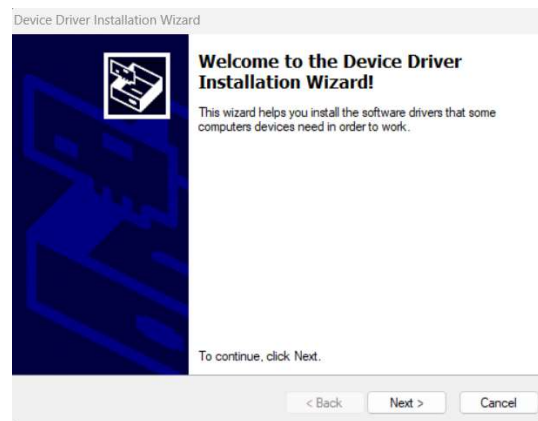 Device Driver Installation Wizard
Welcome to the Device Driver
Installation Wizard!
This wizard helps you install the software drivers that some
computers devices need in order to work.
To continue, click Next.
< Back
Next >
Cancel